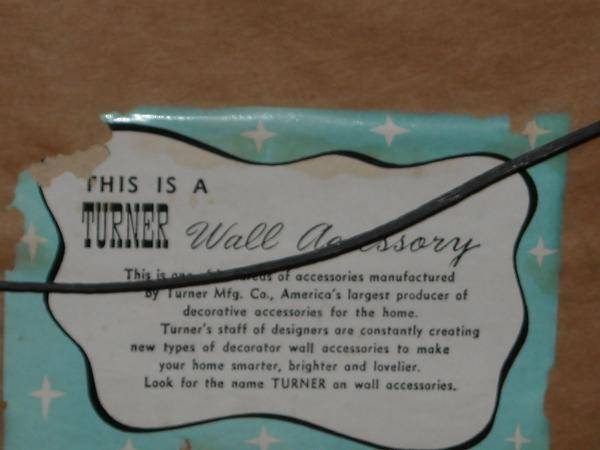 THIS IS A
TURNER Wall Accessory
This is one of hundreds of accessories manufactured
by Turner Mfg. Co., America's largest producer of
decorative accessories for the home.
Turner's staff of designers are constantly creating
new types of decorator wall accessories to make
your home smarter, brighter and lovelier.
Look for the name TURNER on wall accessories.